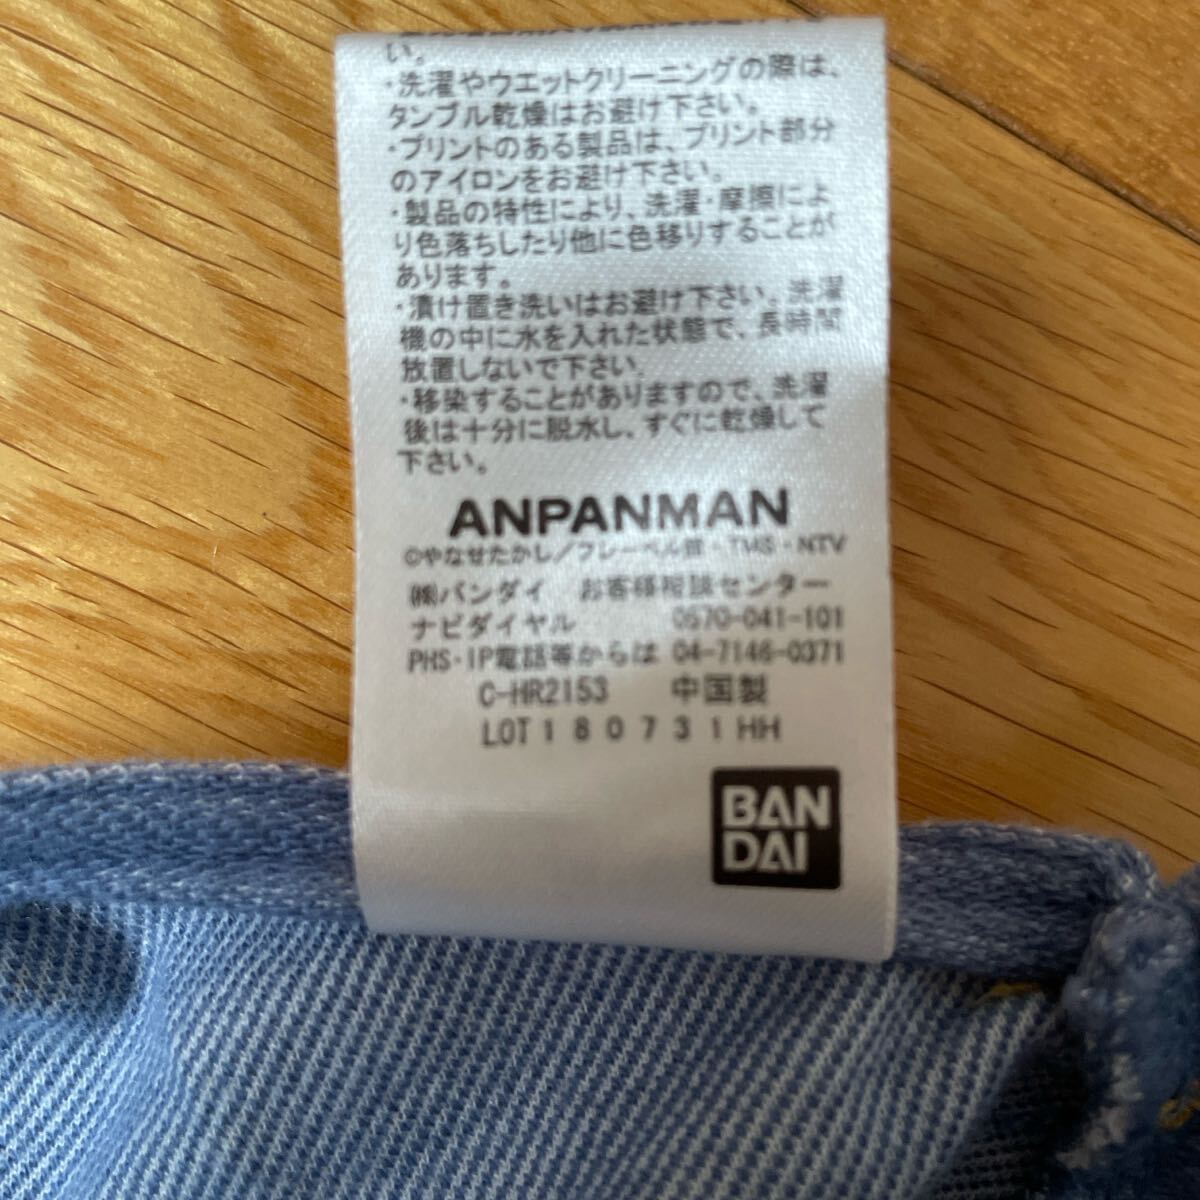 い。
・洗濯やウエットクリーニングの際は、
タンブル乾燥はお避け下さい。
・プリントのある製品は、プリント部分
のアイロンをお避け下さい。
・製品の特性により、洗濯・摩擦によ
り色落ちしたり他に色移りすることが
あります。
・漬け置き洗いはお避け下さい。洗濯
機の中に水を入れた状態で、長時間
放置しないで下さい.
・移染することがありますので、洗濯
後は十分に脱水し、すぐに乾燥して
下さい。
ANPANMAN
©やなせたかし/フレーベル館・TMS・NTV
㈱バンダイ お客様相談センター
ナビダイヤル 0570-041-101
PHS・IP電話等からは 04-7146-0371
C-HR2153 中国製
LOT180731HH
BAN
DAI